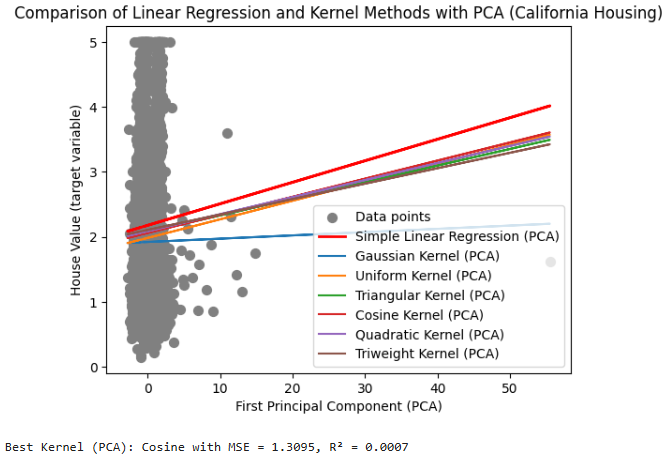 Comparison of Linear Regression and Kernel Methods with PCA (California Housing)
5
4
3
2
1
0
House Value (target variable)
Data points
Simple Linear Regression (PCA)
Gaussian Kernel (PCA)
Uniform Kernel (PCA)
Triangular Kernel (PCA)
Cosine Kernel (PCA)
Quadratic Kernel (PCA)
Triweight Kernel (PCA)
0 10 20 30 40 50
First Principal Component (PCA)
Best Kernel (PCA): Cosine with MSE = 1.3095, R² = 0.0007